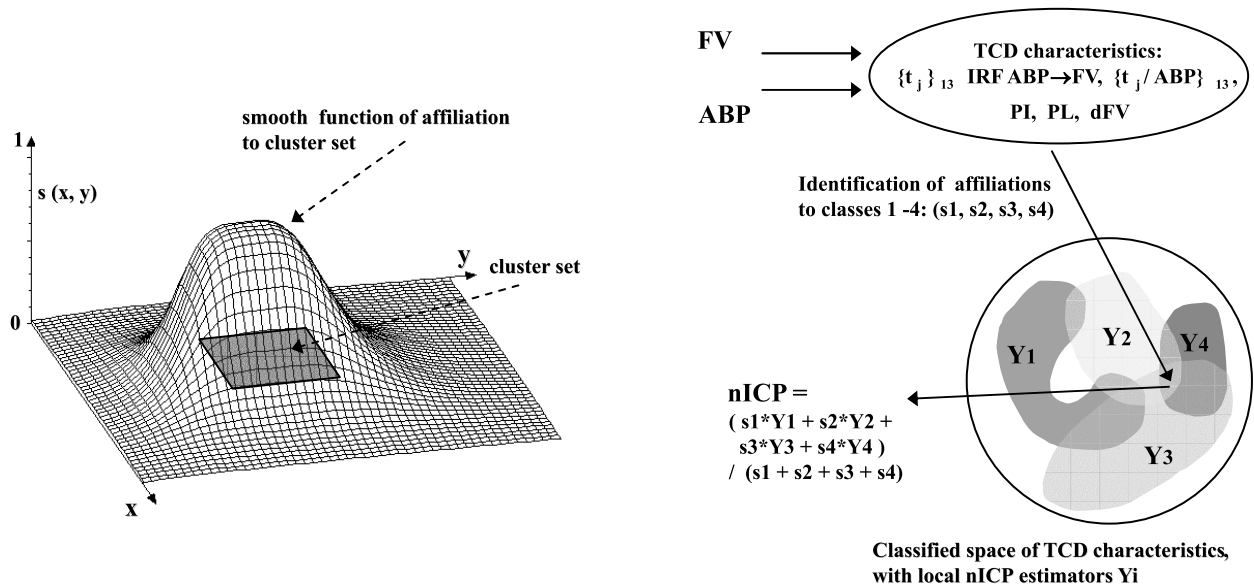 smooth function of affiliation
to cluster set
1
s (x, y)
y
cluster set
0
x
FV
ABP
TCD characteristics:
{t j } 13 IRF ABP→FV, {t j / ABP} 13 ,
PI, PL, dFV
Identification of affiliations
to classes 1 -4: (s1, s2, s3, s4)
Y1
Y2
Y4
Y3
nICP =
( s1*Y1 + s2*Y2 +
s3*Y3 + s4*Y4 )
/ (s1 + s2 + s3 + s4)
Classified space of TCD characteristics,
with local nICP estimators Yi